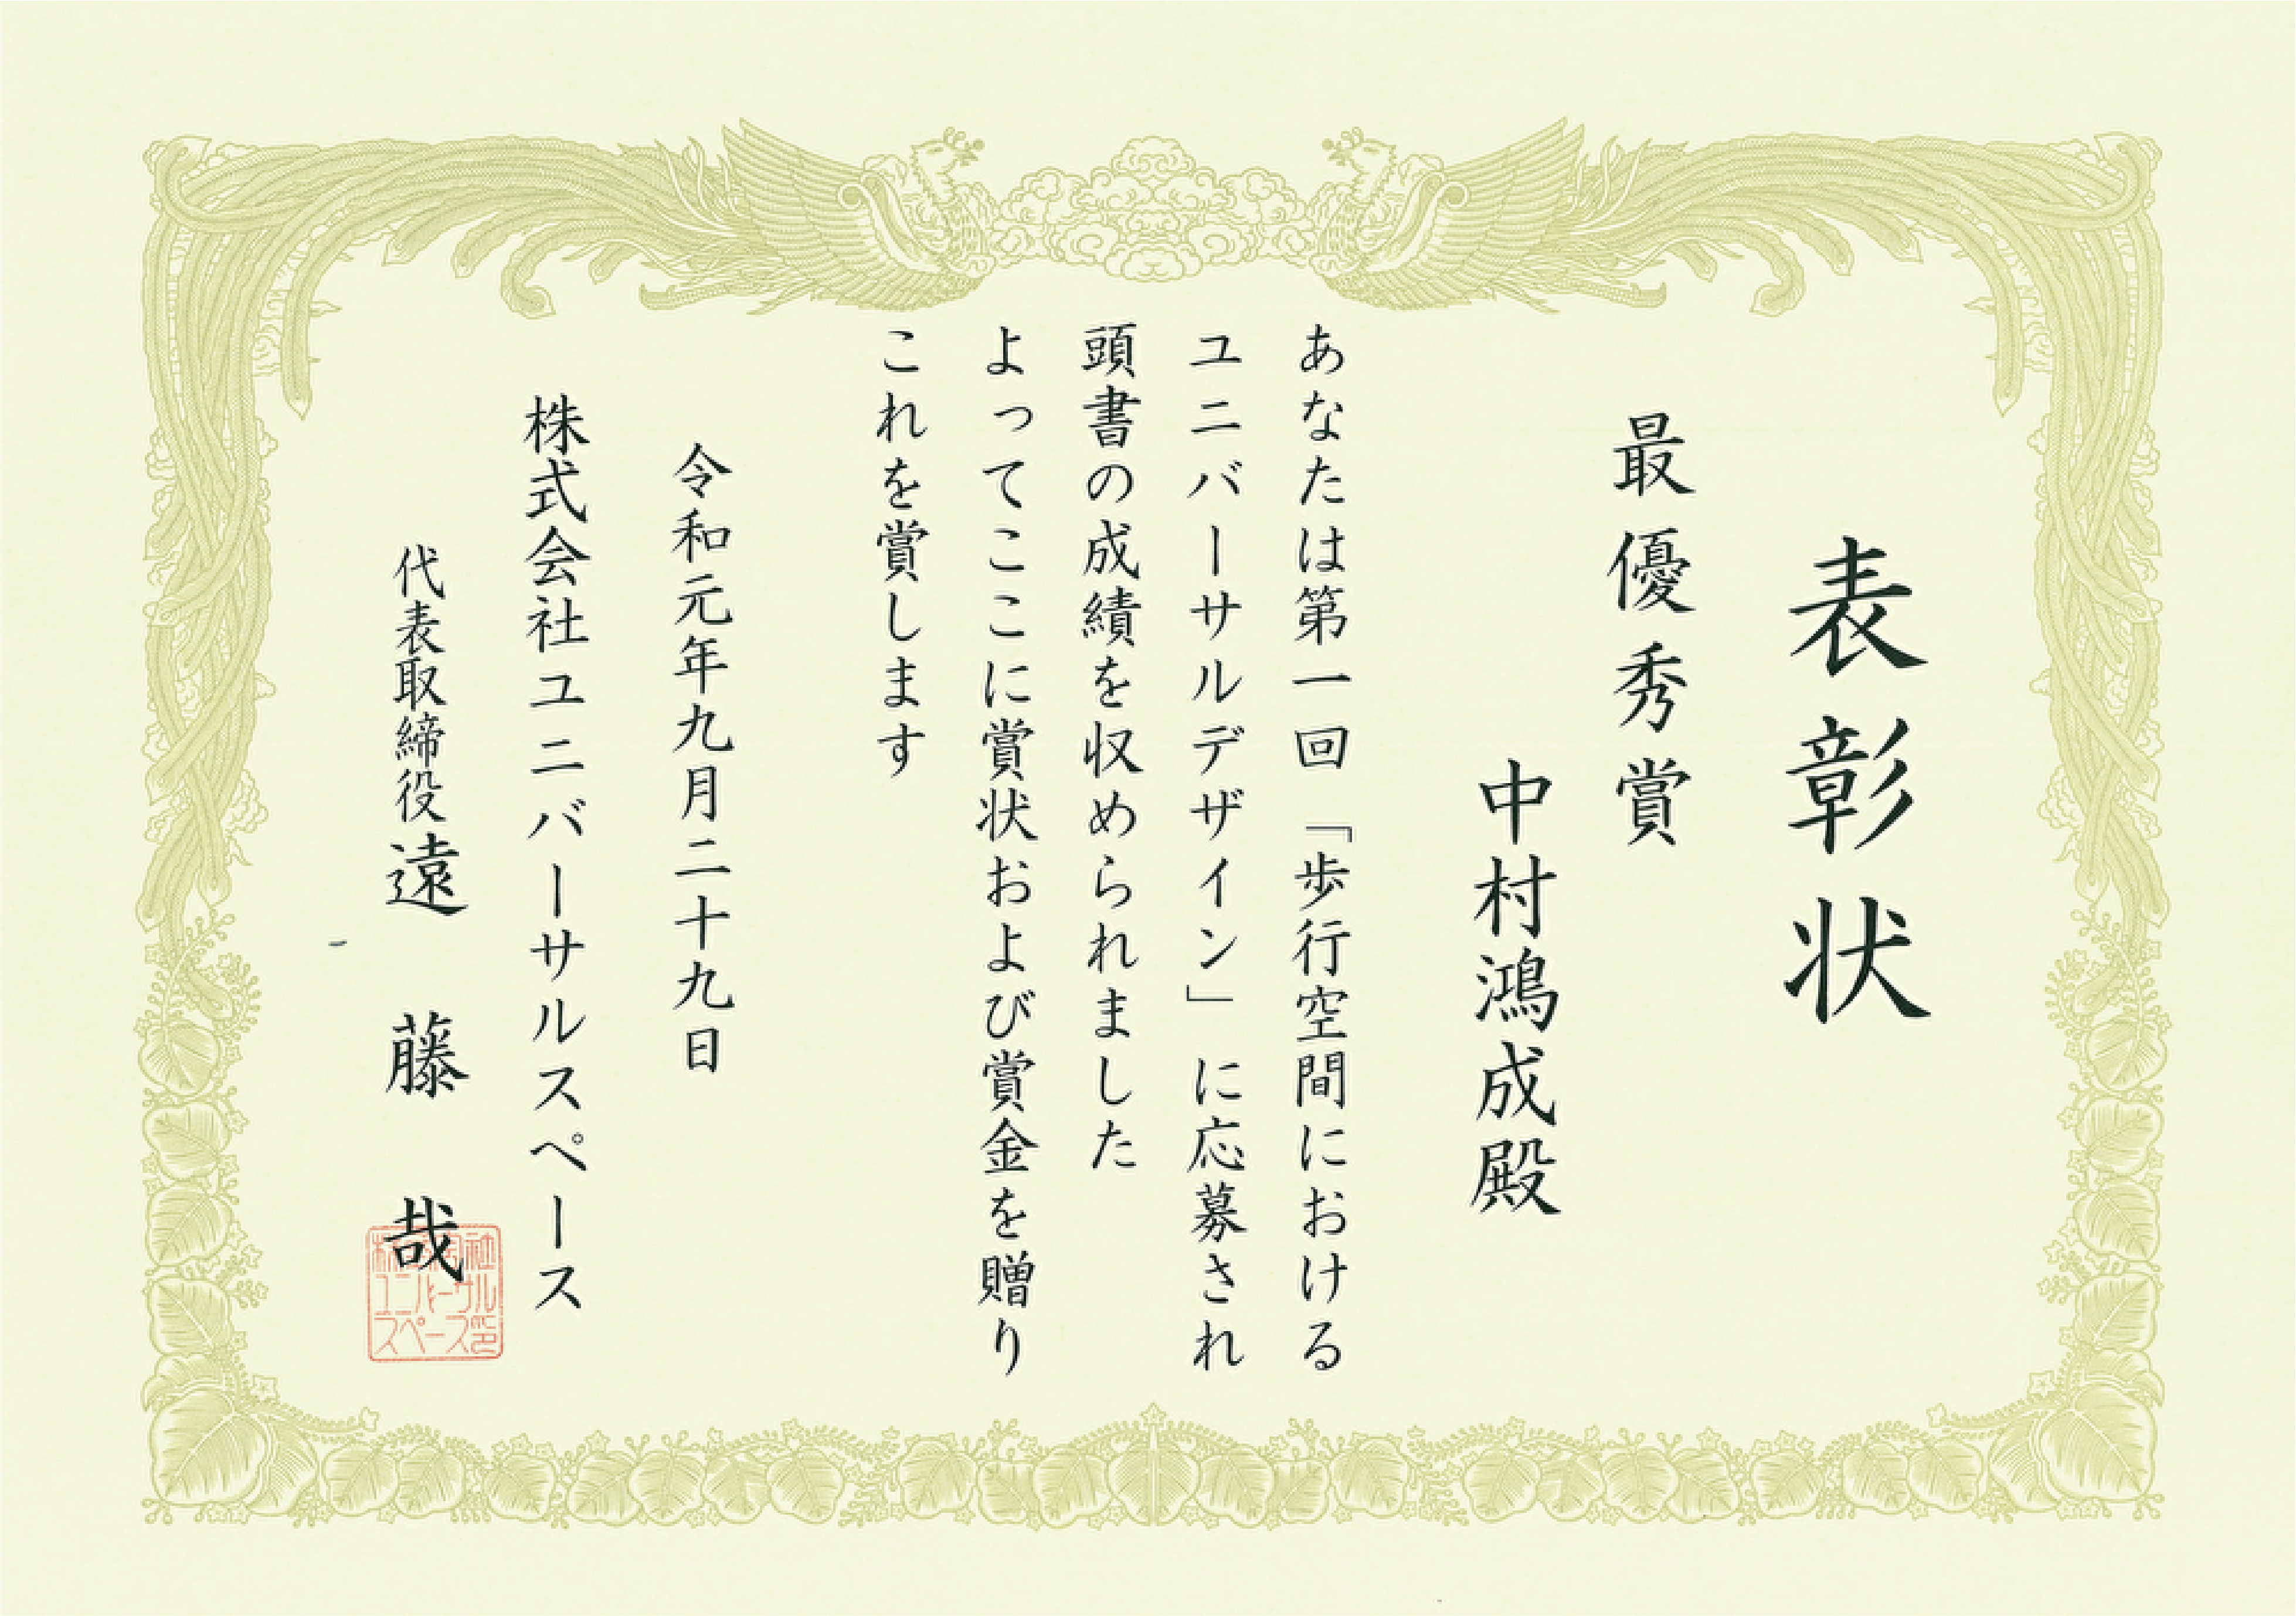 表彰状
最優秀賞
中村鴻成殿
あなたは第一回「歩行空間における
ユニバーサルデザイン」に応募され
頭書の成績を収められました
よってここに賞状および賞金を贈り
これを賞します
令和元年九月二十九日
株式会社ユニバーサルスペース
代表取締役遠藤哉
株式会社
ユニバーサル
スペース印